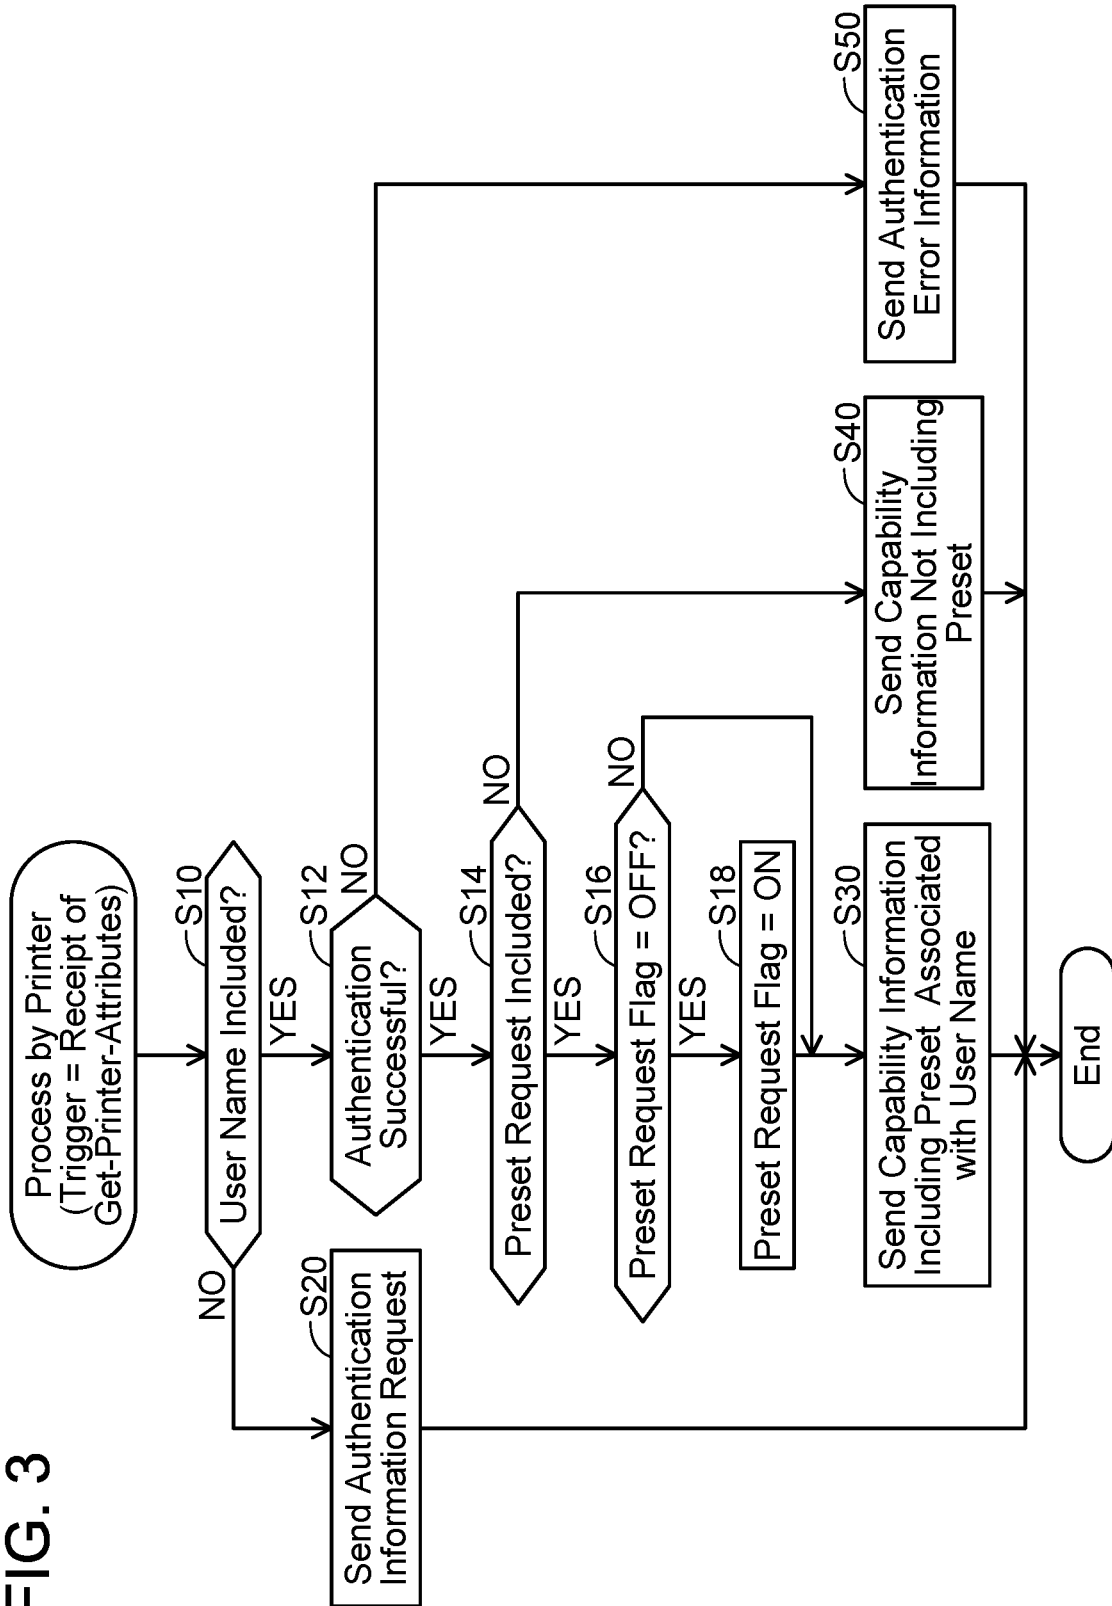 FIG. 3
Process by Printer
(Trigger = Receipt of
Get-Printer-Attributes)
S10
User Name Included?
NO
YES
S20
Send Authentication
Information Request
S12
Authentication
Successful?
NO
YES
S14
Preset Request Included?
NO
YES
S16
Preset Request Flag = OFF?
NO
YES
S18
Preset Request Flag = ON
S30
Send Capability Information
Including Preset Associated
with User Name
S40
Send Capability
Information Not Including
Preset
S50
Send Authentication
Error Information
End